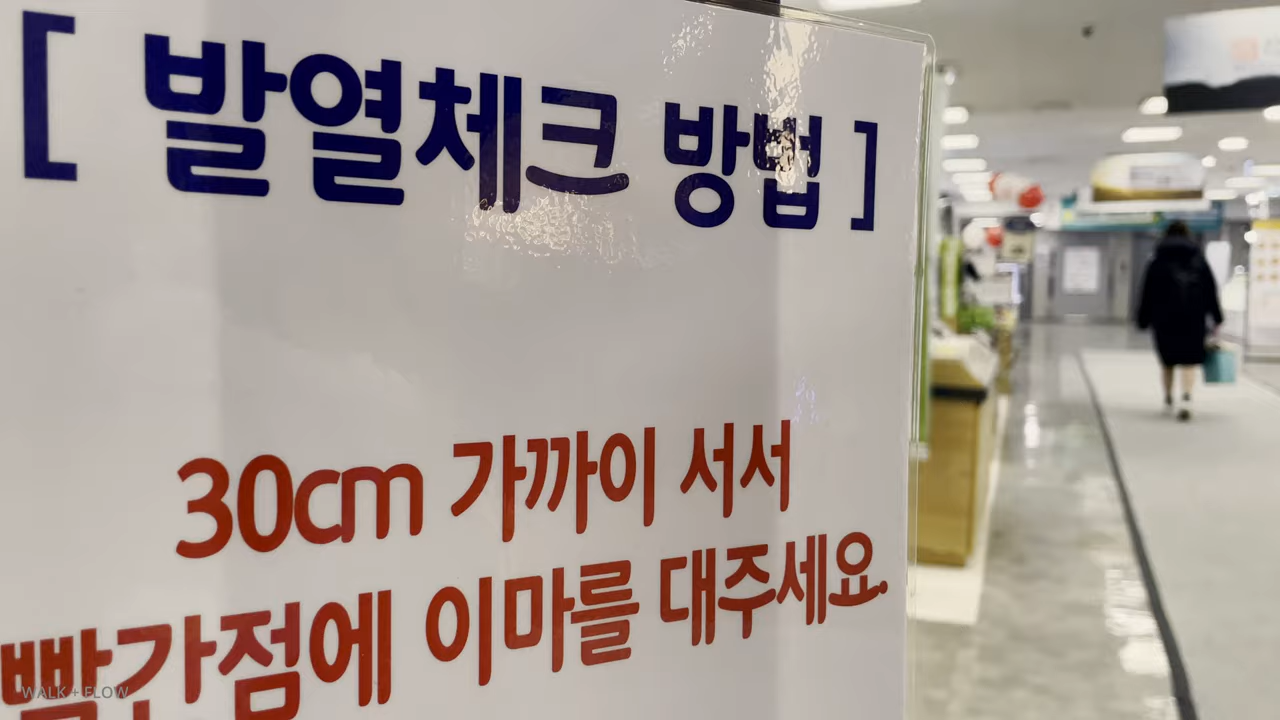 [ 발열체크 방법 ]
30cm 가까이 서서
빨간점에 이마를 대주세요.
WALK + FLOW